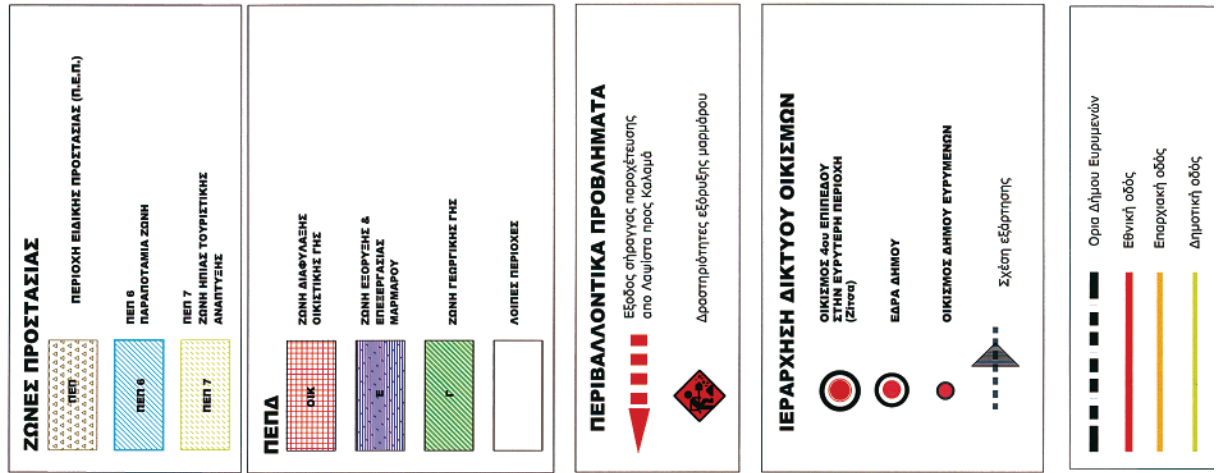 ΖΩΝΕΣ ΠΡΟΣΤΑΣΙΑΣ
ΠΕΠ
ΠΕΡΙΟΧΗ ΕΙΔΙΚΗΣ ΠΡΟΣΤΑΣΙΑΣ (Π.Ε.Π.)
ΠΕΠ 6
ΠΕΠ 6
ΠΑΡΑΠΟΤΑΜΙΑ ΖΩΝΗ
ΠΕΠ 7
ΠΕΠ 7
ΖΩΝΗ ΗΠΙΑΣ ΤΟΥΡΙΣΤΙΚΗΣ
ΑΝΑΠΤΥΞΗΣ
ΠΕΠΔ
ΟΙΚ
ΖΩΝΗ ΔΙΑΦΥΛΑΞΗΣ
ΟΙΚΙΣΤΙΚΗΣ ΓΗΣ
Ε
ΖΩΝΗ ΕΞΟΡΥΞΗΣ &
ΕΠΕΞΕΡΓΑΣΙΑΣ
ΜΑΡΜΑΡΟΥ
Γ
ΖΩΝΗ ΓΕΩΡΓΙΚΗΣ ΓΗΣ
ΛΟΙΠΕΣ ΠΕΡΙΟΧΕΣ
ΠΕΡΙΒΑΛΛΟΝΤΙΚΑ ΠΡΟΒΛΗΜΑΤΑ
Εξοδος σήραγγας παροχέτευσης
απο Λαψίστα προς Καλαμά
Δραστηριότητες εξόρυξης μαρμάρου
ΙΕΡΑΡΧΗΣΗ ΔΙΚΤΥΟΥ ΟΙΚΙΣΜΩΝ
ΟΙΚΙΣΜΟΣ 4ου ΕΠΙΠΕΔΟΥ
ΣΤΗΝ ΕΥΡΥΤΕΡΗ ΠΕΡΙΟΧΗ
(Ζίτσα)
ΕΔΡΑ ΔΗΜΟΥ
ΟΙΚΙΣΜΟΣ ΔΗΜΟΥ ΕΥΡΥΜΕΝΩΝ
Σχέση εξάρτησης
Ορια Δήμου Ευρυμενών
Εθνική οδός
Επαρχιακή οδός
Δημοτική οδός